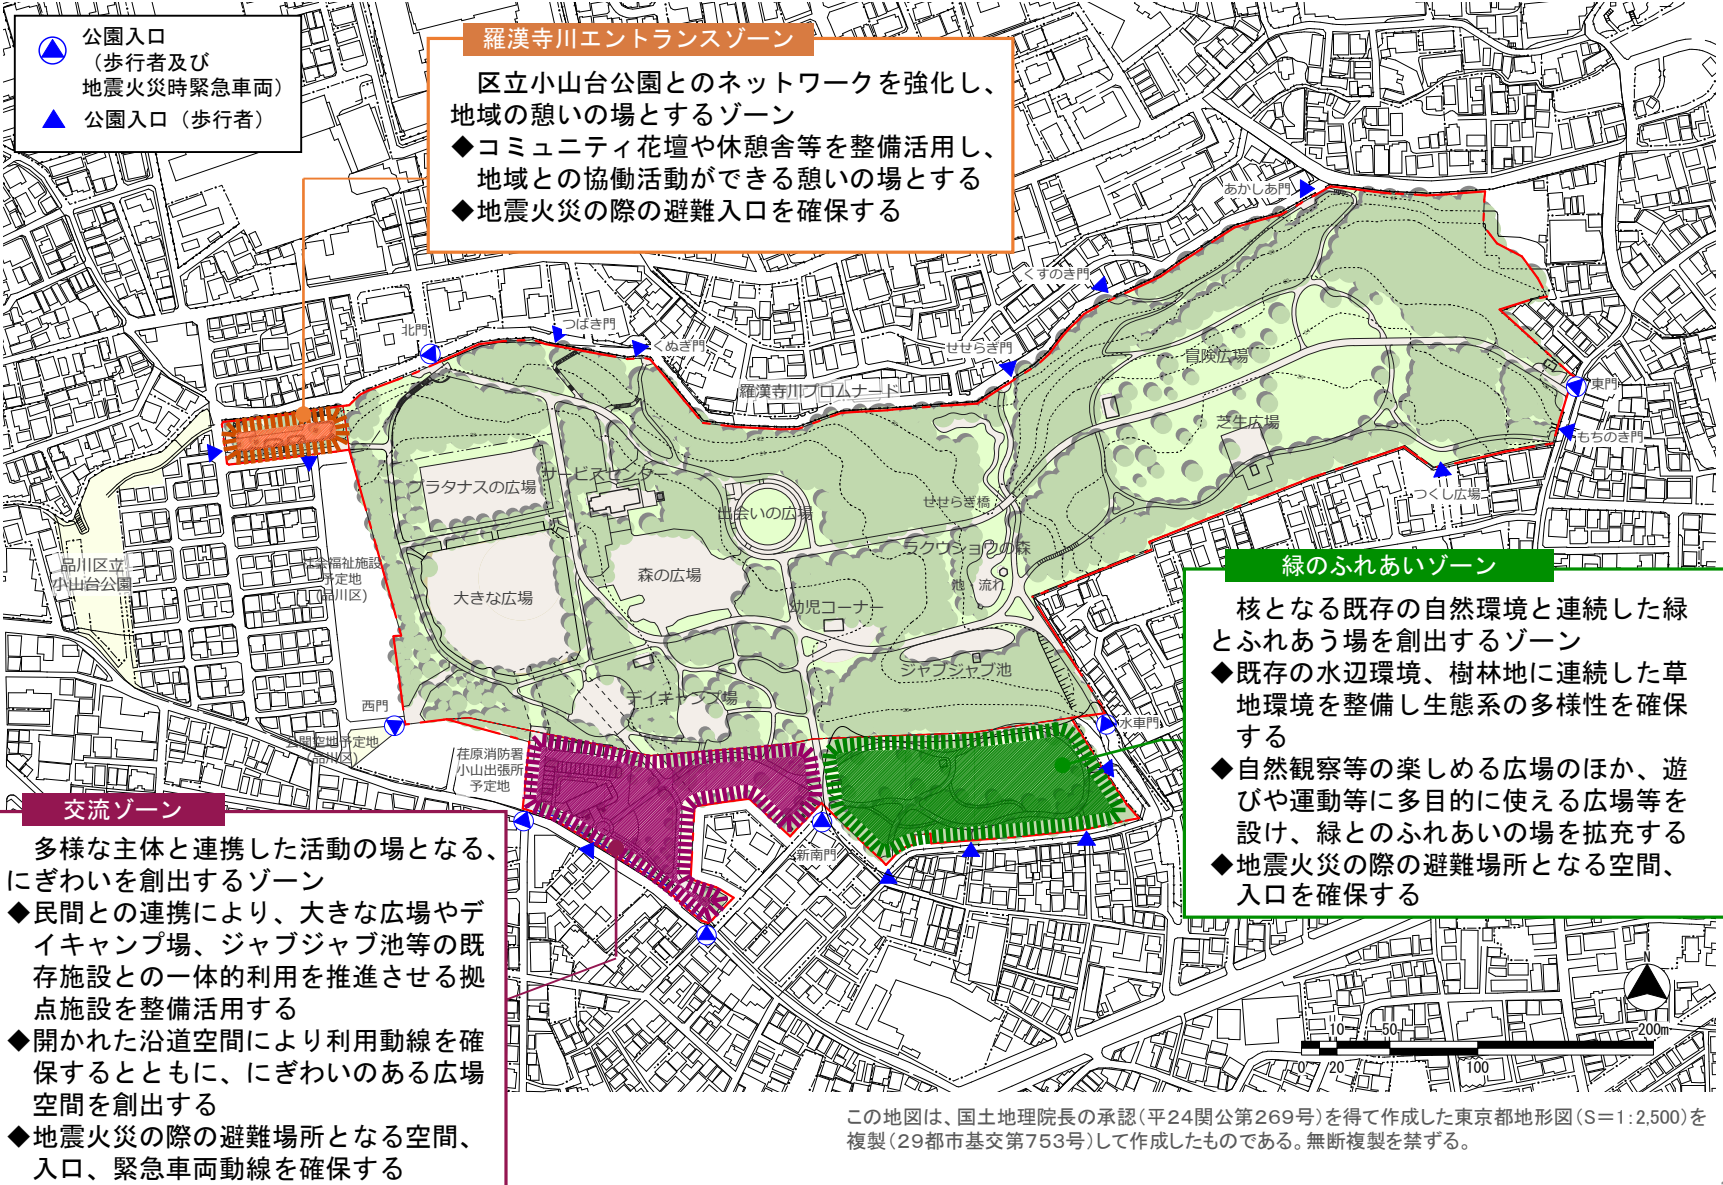 公園入口
（歩行者及び
地震火災時緊急車両）
公園入口（歩行者）
羅漢寺川エントランスゾーン
区立小山台公園とのネットワークを強化し、
地域の憩いの場とするゾーン
◆コミュニティ花壇や休憩舎等を整備活用し、
地域との協働活動ができる憩いの場とする
◆地震火災の際の避難入口を確保する
あかしあ門
くすのき門
つばき門
北門
くぬぎ門
せせらぎ門
冒険広場
羅漢寺川プロムナード
東門
芝生広場
もちのき門
サービスセンター
プラタナスの広場
つくし広場
せせらぎ橋
出会いの広場
ラクウショウの森
品川区立
小山台公園
社会福祉施設
予定地
(品川区)
森の広場
池・流れ
大きな広場
幼児コーナー
ジャブジャブ池
デイキャンプ場
西門
水車門
公開空地予定地
(品川区)
荏原消防署
小山出張所
予定地
新南門
緑のふれあいゾーン
核となる既存の自然環境と連続した緑
とふれあう場を創出するゾーン
◆既存の水辺環境、樹林地に連続した草
地環境を整備し生態系の多様性を確保
する
◆自然観察等の楽しめる広場のほか、遊
びや運動等に多目的に使える広場等を
設け、緑とのふれあいの場を拡充する
◆地震火災の際の避難場所となる空間、
入口を確保する
交流ゾーン
多様な主体と連携した活動の場となる、
にぎわいを創出するゾーン
◆民間との連携により、大きな広場やデ
イキャンプ場、ジャブジャブ池等の既
存施設との一体的利用を推進させる拠
点施設を整備活用する
◆開かれた沿道空間により利用動線を確
保するとともに、にぎわいのある広場
空間を創出する
◆地震火災の際の避難場所となる空間、
入口、緊急車両動線を確保する
N
10 50 200m
0 20 100
この地図は、国土地理院長の承認（平24関公第269号）を得て作成した東京都地形図（S＝1：2,500）を
複製（29都市基交第753号）して作成したものである。無断複製を禁ずる。